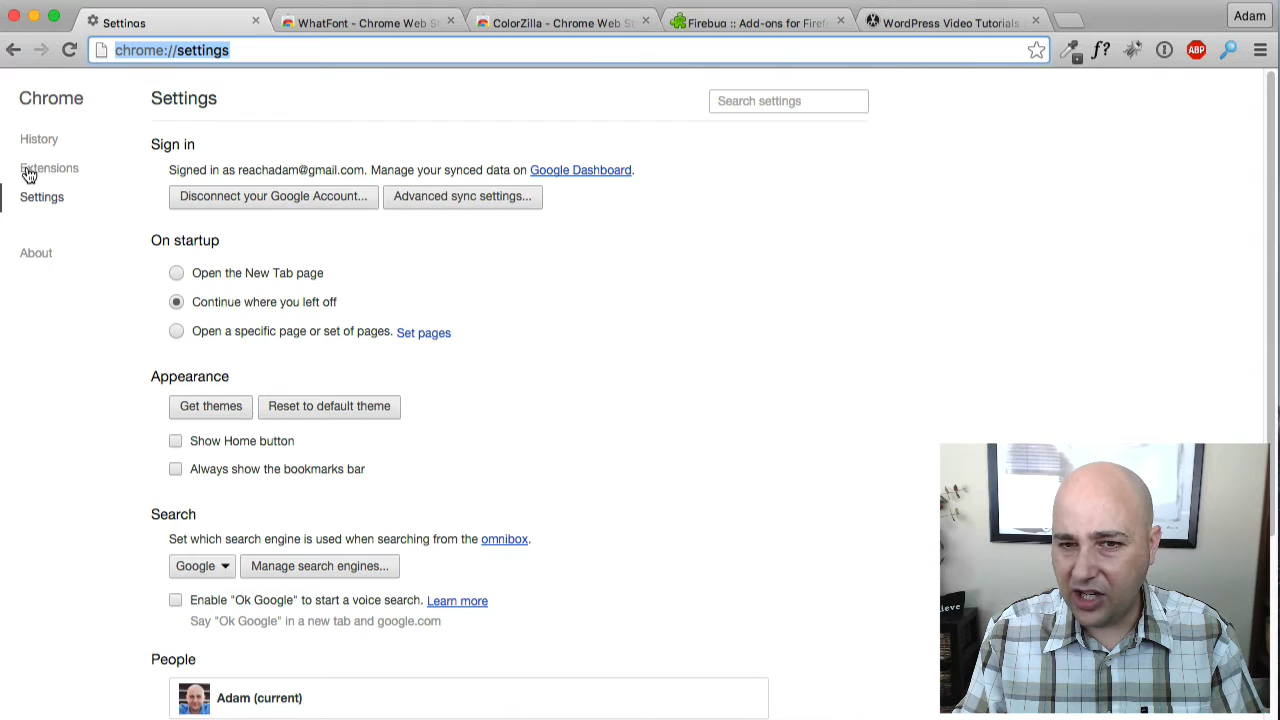 Settings
WhatFont - Chrome Web St
ColorZilla - Chrome Web St
Firebug :: Add-ons for Firef
WordPress Video Tutorials
Adam
chrome://settings
f?
ABP
Chrome
Settings
Search settings
History
Extensions
Settings
About
Sign in
Signed in as reachadam@gmail.com. Manage your synced data on Google Dashboard.
Disconnect your Google Account...
Advanced sync settings...
On startup
Open the New Tab page
Continue where you left off
Open a specific page or set of pages. Set pages
Appearance
Get themes
Reset to default theme
Show Home button
Always show the bookmarks bar
Search
Set which search engine is used when searching from the omnibox.
Google
Manage search engines...
Enable "Ok Google" to start a voice search. Learn more
Say "Ok Google" in a new tab and google.com
People
Adam (current)
ieve